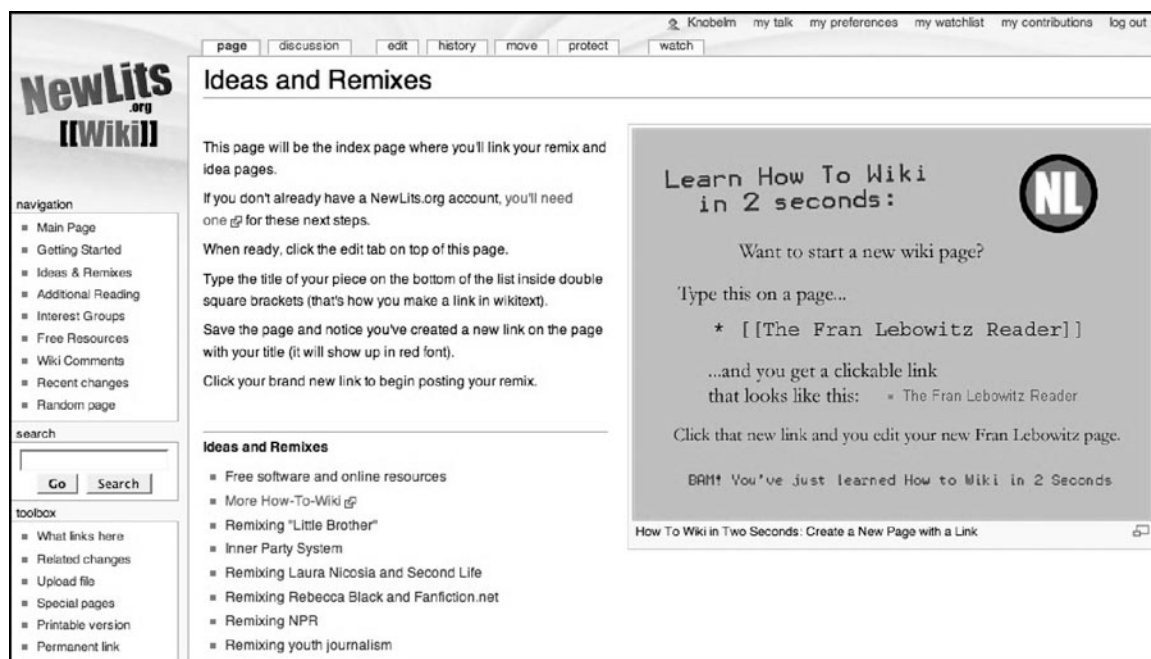 Knobelm my talk my preferences my watchlist my contributions log out
page discussion edit history move protect watch
NewLits
.org
[[Wiki]]
navigation
Main Page
Getting Started
Ideas & Remixes
Additional Reading
Interest Groups
Free Resources
Wiki Comments
Recent changes
Random page
search
Go Search
toolbox
What links here
Related changes
Upload file
Special pages
Printable version
Permanent link
Ideas and Remixes
This page will be the index page where you'll link your remix and
idea pages.
If you don't already have a NewLits.org account, you'll need
one for these next steps.
When ready, click the edit tab on top of this page.
Type the title of your piece on the bottom of the list inside double
square brackets (that's how you make a link in wikitext).
Save the page and notice you've created a new link on the page
with your title (it will show up in red font).
Click your brand new link to begin posting your remix.
Ideas and Remixes
Free software and online resources
More How-To-Wiki
Remixing "Little Brother"
Inner Party System
Remixing Laura Nicosia and Second Life
Remixing Rebecca Black and Fanfiction.net
Remixing NPR
Remixing youth journalism
Learn How To Wiki
in 2 seconds:
NL
Want to start a new wiki page?
Type this on a page...
* [[The Fran Lebowitz Reader]]
...and you get a clickable link
that looks like this: The Fran Lebowitz Reader
Click that new link and you edit your new Fran Lebowitz page.
BAM! You've just learned How to Wiki in 2 Seconds
How To Wiki in Two Seconds: Create a New Page with a Link